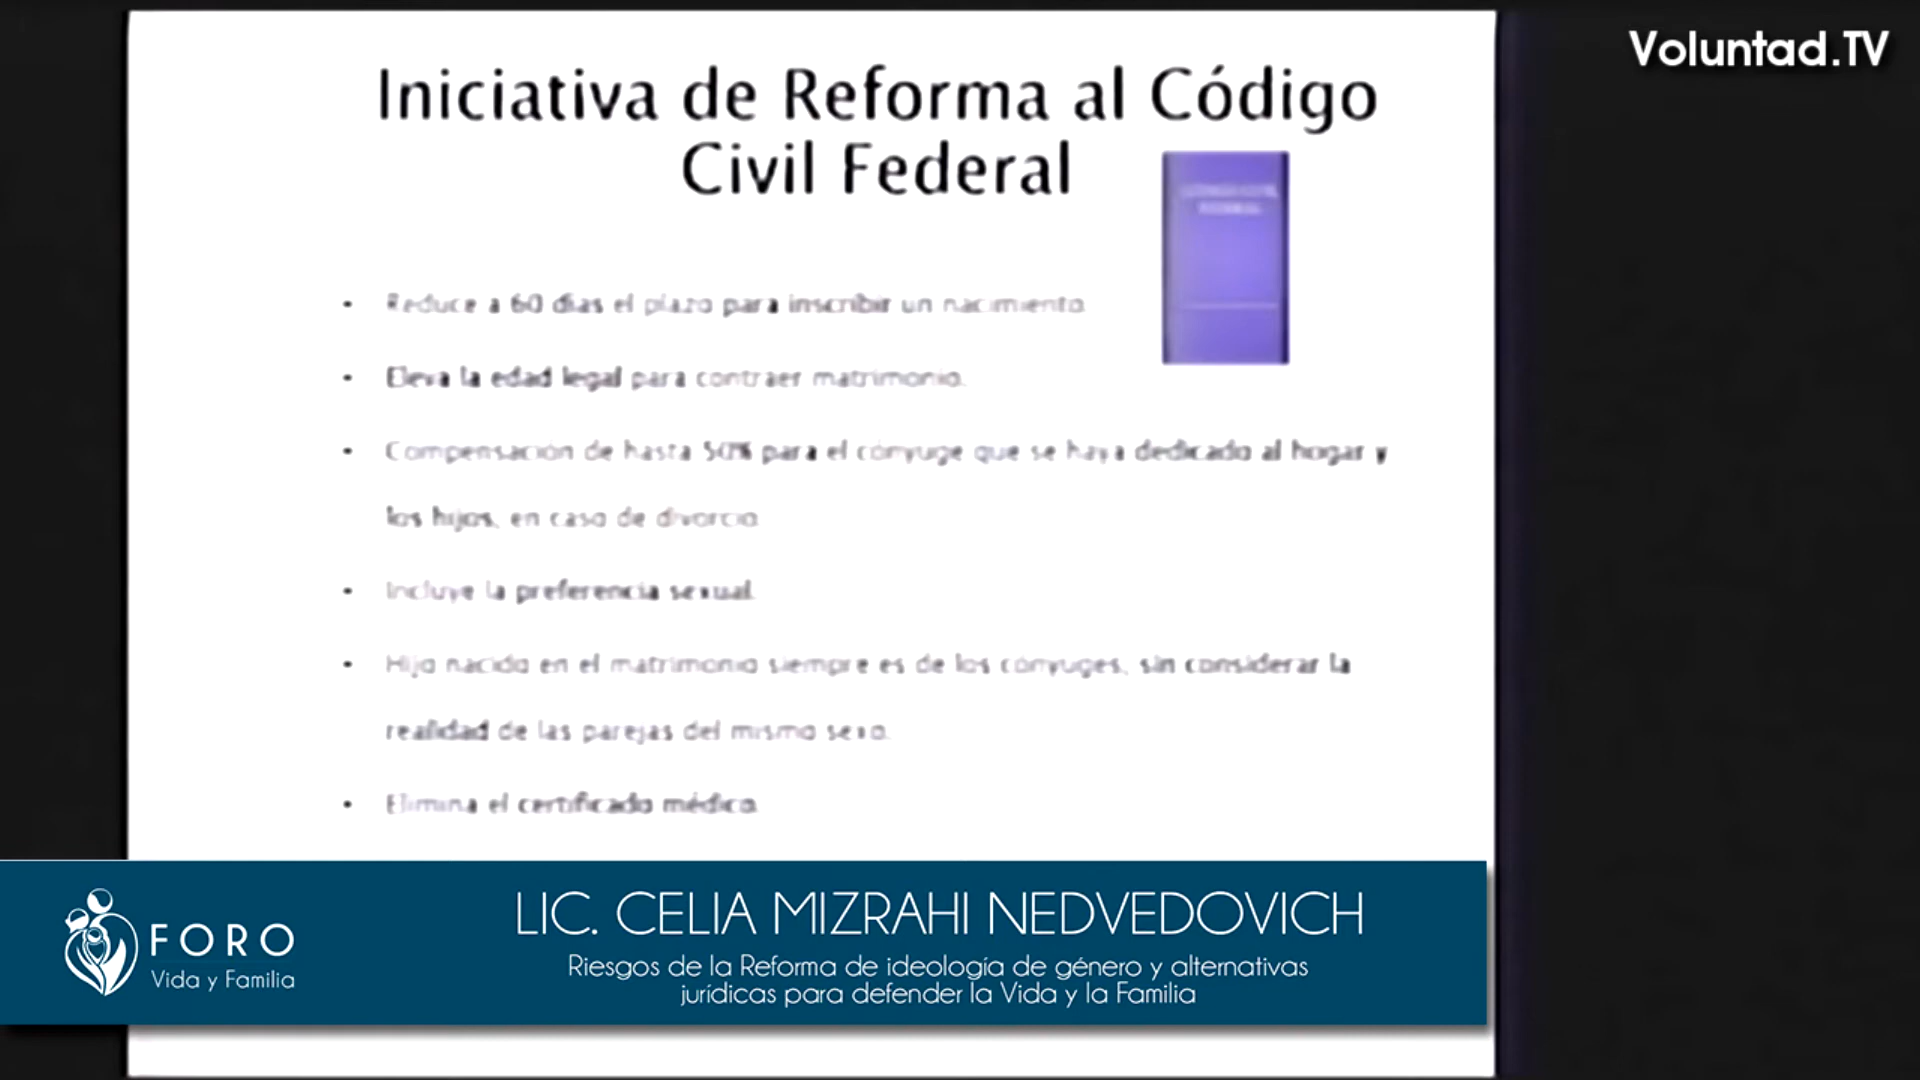 Voluntad.TV
Iniciativa de Reforma al Código
Civil Federal
CÓDIGO CIVIL
FEDERAL
• Reduce a 60 días el plazo para inscribir un nacimiento.
• Eleva la edad legal para contraer matrimonio.
• Compensación de hasta 50% para el cónyuge que se haya dedicado al hogar y
los hijos, en caso de divorcio.
• Incluye la preferencia sexual.
• Hijo nacido en el matrimonio siempre es de los cónyuges, sin considerar la
realidad de las parejas del mismo sexo.
• Elimina el certificado médico.
FORO
Vida y Familia
LIC. CELIA MIZRAHI NEDVEDOVICH
Riesgos de la Reforma de ideología de género y alternativas
jurídicas para defender la Vida y la Familia